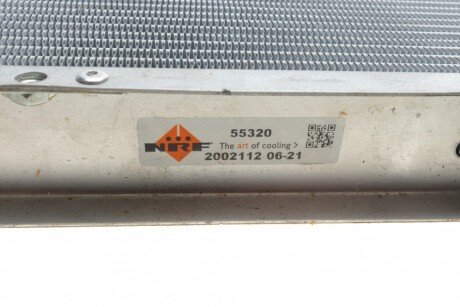 55320
NRF The art of cooling >
2002112 06-21